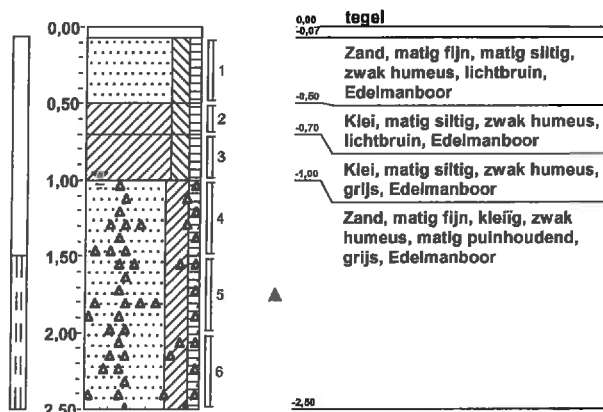 0,00
0,50
1,00
1,50
2,00
2,50
1
2
3
4
5
6
0,00 tegel
-0,07
Zand, matig fijn, matig siltig,
zwak humeus, lichtbruin,
Edelmanboor
-0,50
Klei, matig siltig, zwak humeus,
lichtbruin, Edelmanboor
-0,70
Klei, matig siltig, zwak humeus,
grijs, Edelmanboor
-1,00
Zand, matig fijn, kleiïg, zwak
humeus, matig puinhoudend,
grijs, Edelmanboor
-2,50